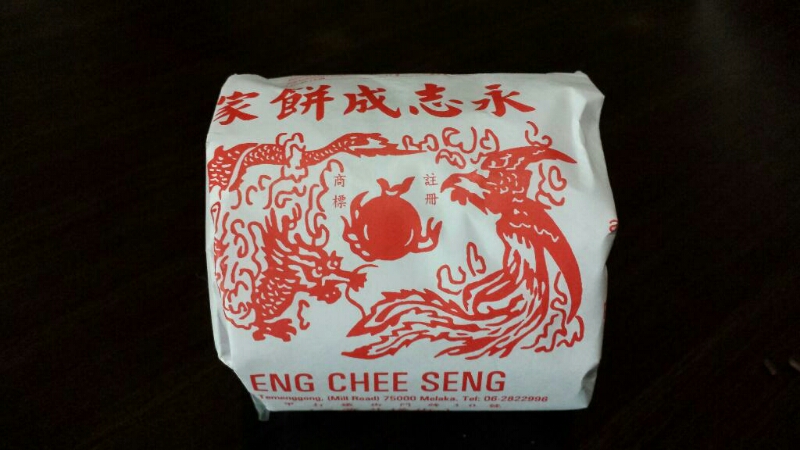 永志成餅家
註冊
商標
ENG CHEE SENG
Temenggong, (Mill Road) 75000 Melaka. Tel: 06-2822998